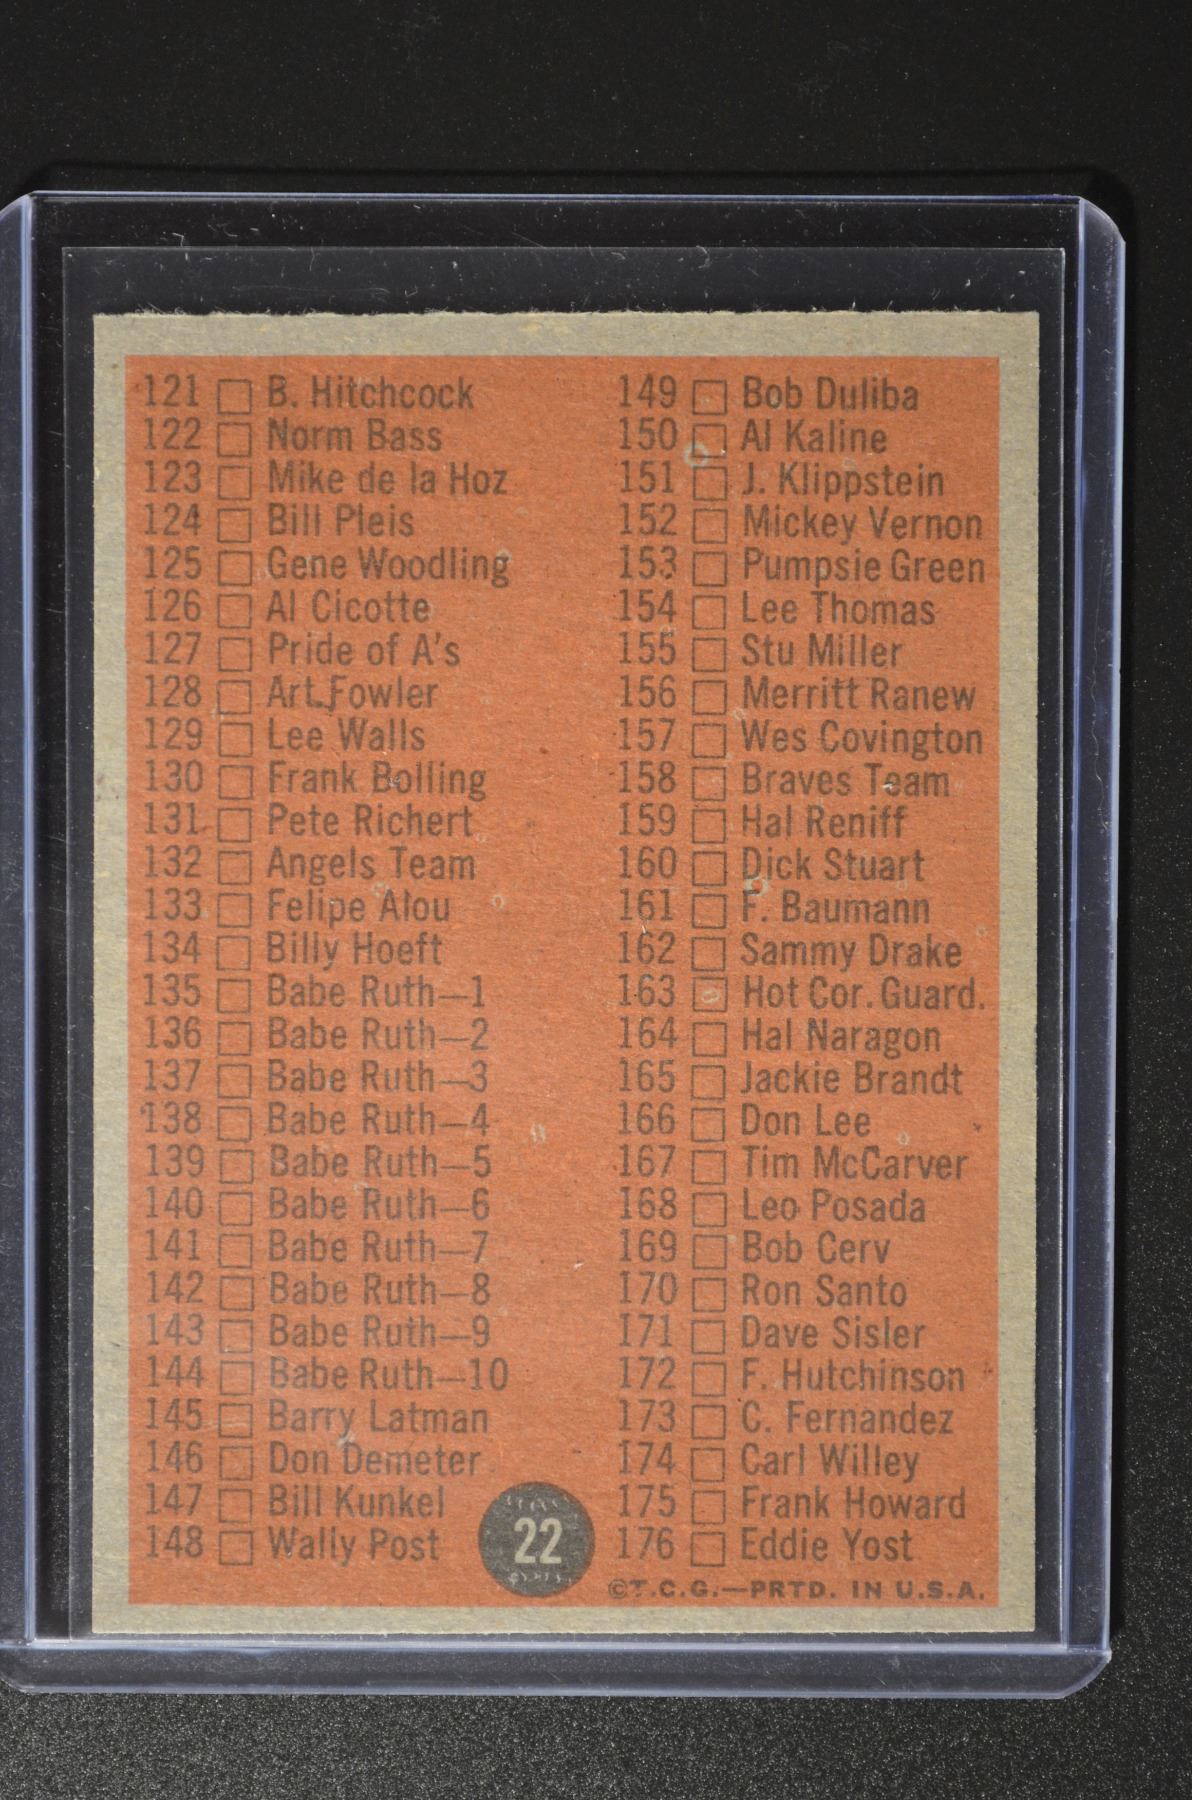 121 B. Hitchcock
122 Norm Bass
123 Mike de la Hoz
124 Bill Pleis
125 Gene Woodling
126 Al Cicotte
127 Pride of A's
128 Art Fowler
129 Lee Walls
130 Frank Bolling
131 Pete Richert
132 Angels Team
133 Felipe Alou
134 Billy Hoeft
135 Babe Ruth—1
136 Babe Ruth—2
137 Babe Ruth—3
138 Babe Ruth—4
139 Babe Ruth—5
140 Babe Ruth—6
141 Babe Ruth—7
142 Babe Ruth—8
143 Babe Ruth—9
144 Babe Ruth—10
145 Barry Latman
146 Don Demeter
147 Bill Kunkel
148 Wally Post
149 Bob Duliba
150 Al Kaline
151 J. Klippstein
152 Mickey Vernon
153 Pumpsie Green
154 Lee Thomas
155 Stu Miller
156 Merritt Ranew
157 Wes Covington
158 Braves Team
159 Hal Reniff
160 Dick Stuart
161 F. Baumann
162 Sammy Drake
163 Hot Cor. Guard.
164 Hal Naragon
165 Jackie Brandt
166 Don Lee
167 Tim McCarver
168 Leo Posada
169 Bob Cerv
170 Ron Santo
171 Dave Sisler
172 F. Hutchinson
173 C. Fernandez
174 Carl Willey
175 Frank Howard
176 Eddie Yost
22
©T.C.G.—PRTD. IN U.S.A.